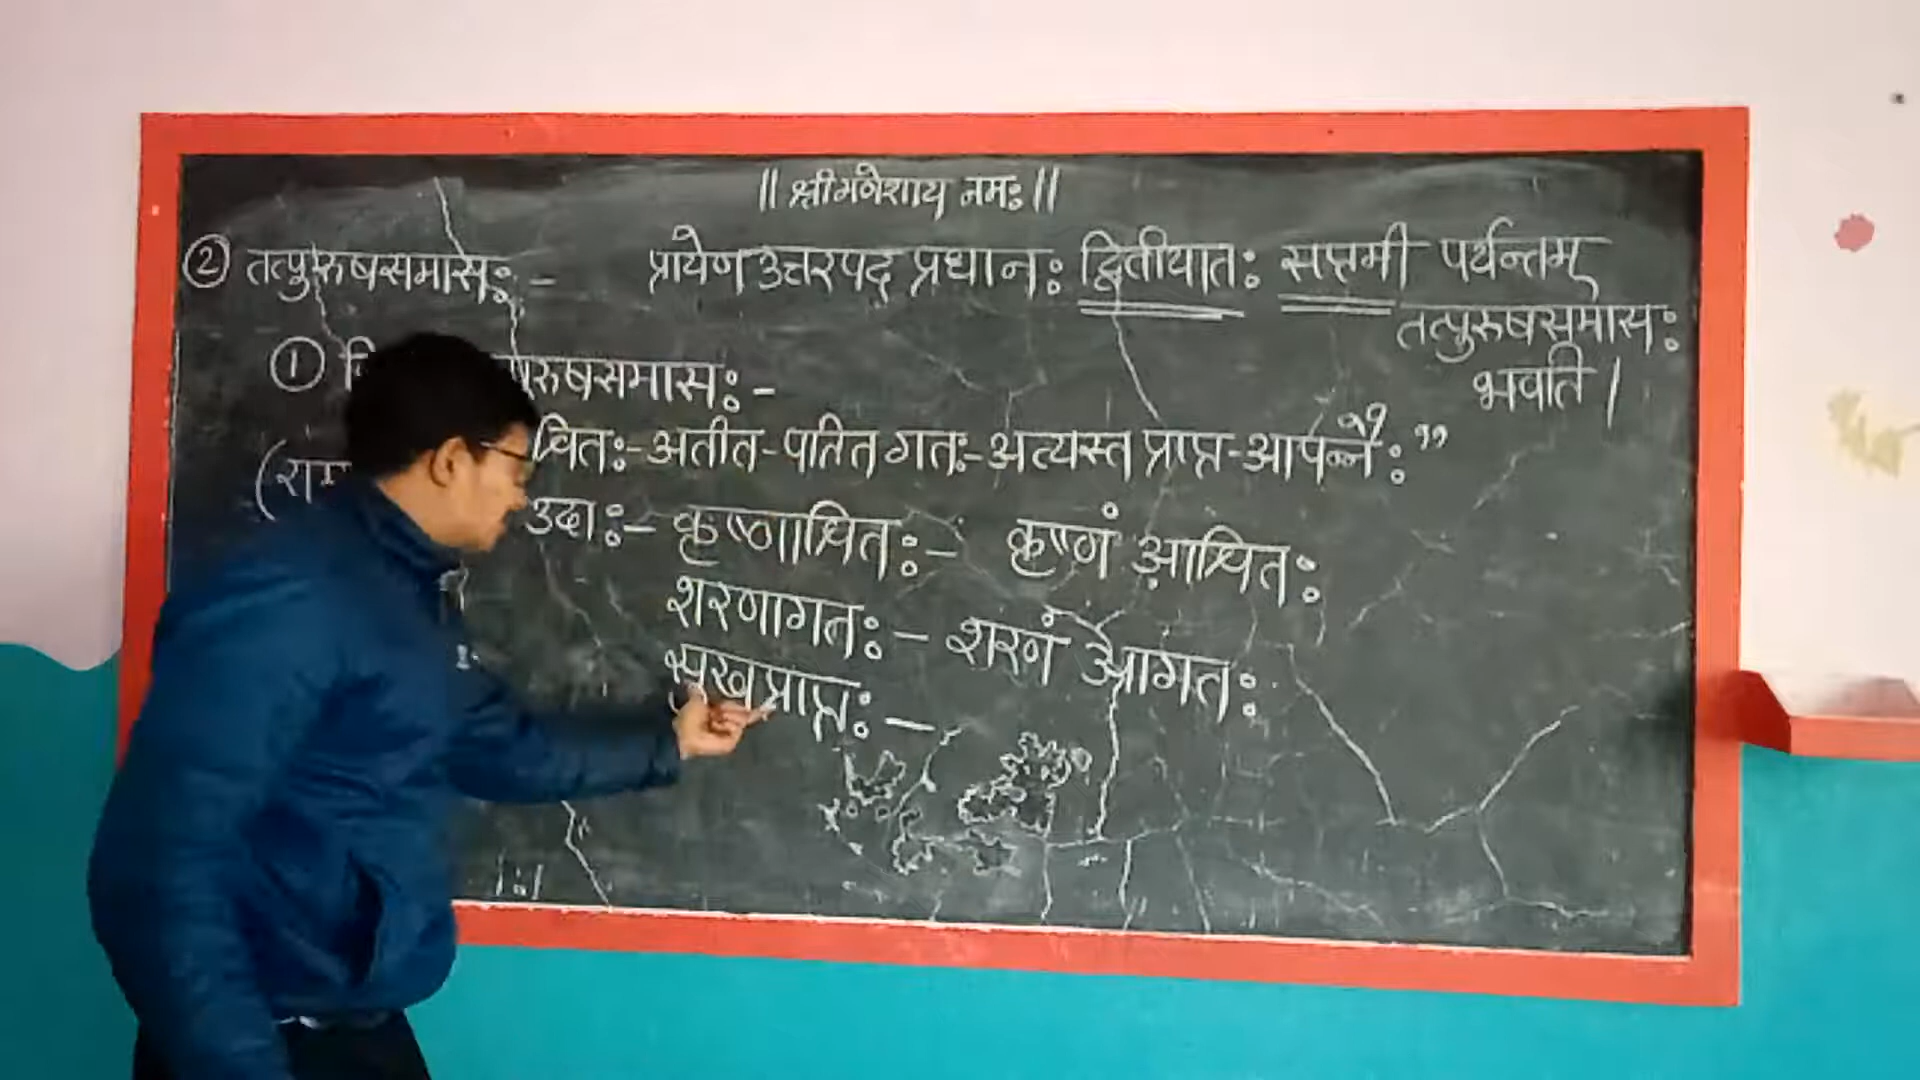 ॥ श्रीगणेशाय नमः ॥
② तत्पुरुषसमासः - प्रायेण उत्तरपद प्रधानः द्वितीयातः सप्तमी पर्यन्तम्
तत्पुरुषसमासः
भवति ।
① रुषसमासः -
श्रितः - अतीत - पतित गतः - अत्यस्त प्राप्त - आपन्नैः"
(राम
उदाः - कृष्णाश्रितः - कृष्णं आश्रितः
शरणागतः - शरणं आगतः
सुखप्राप्तः -